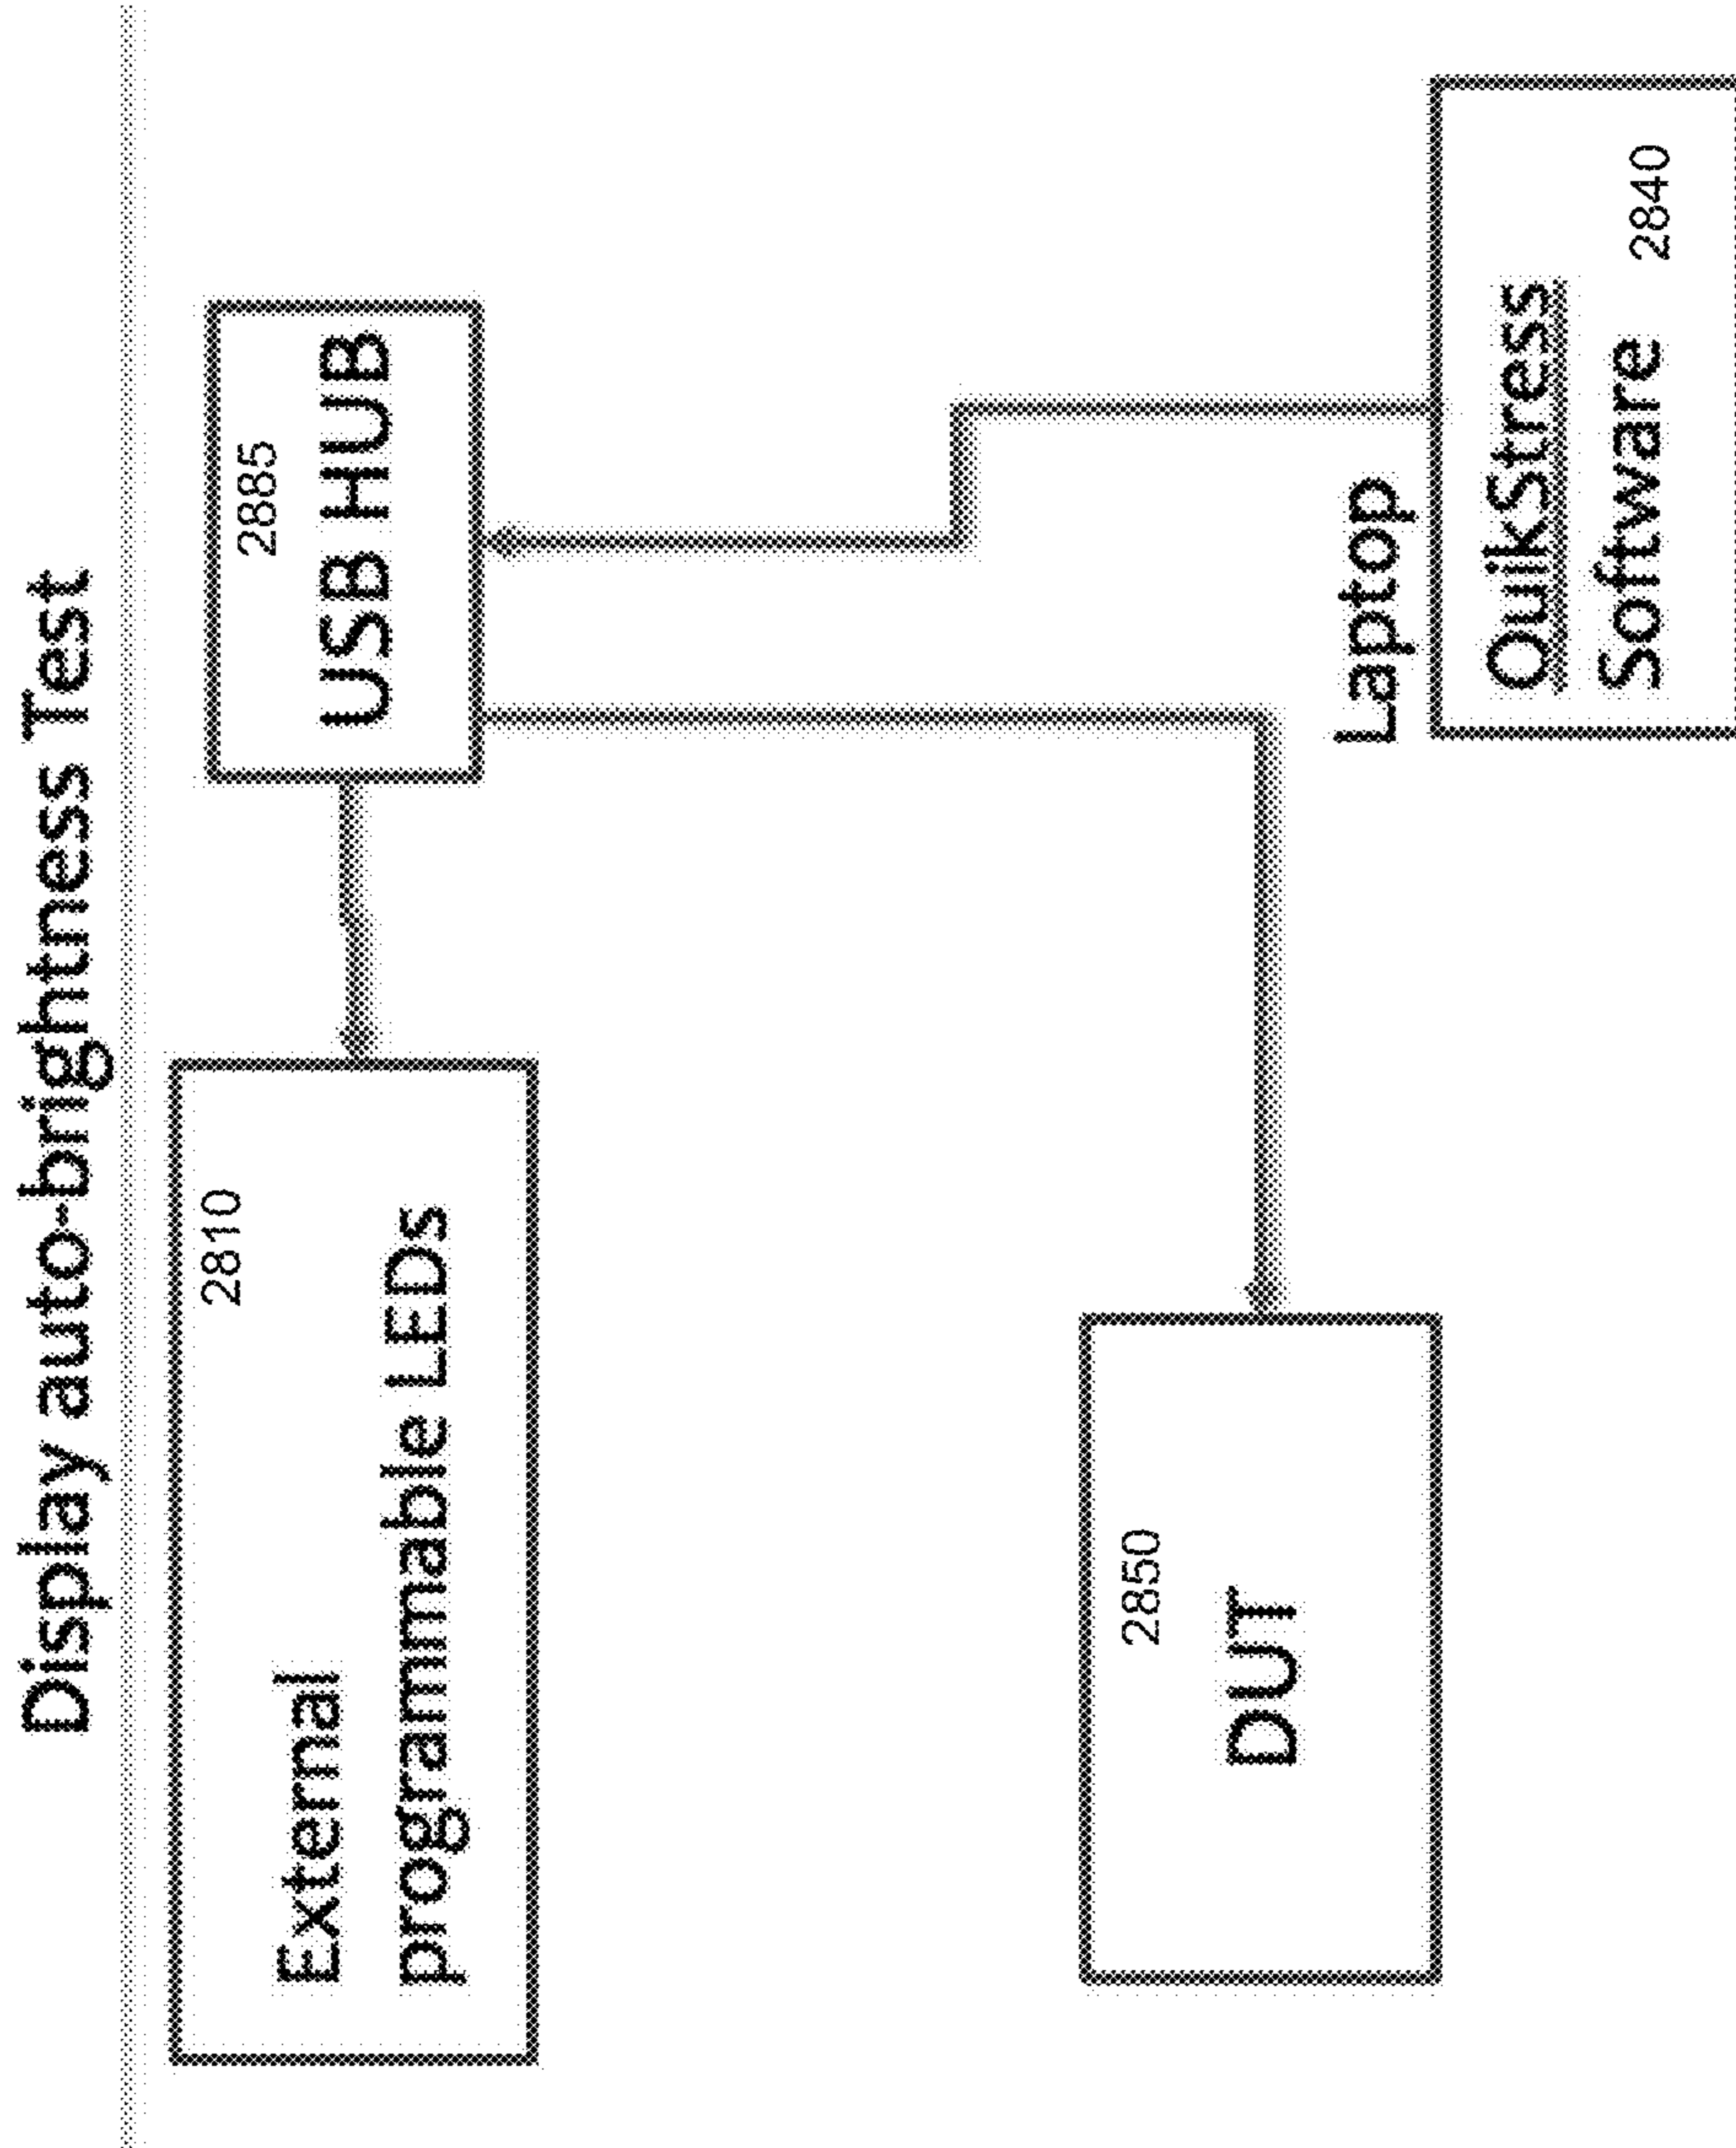 Display auto-brightness Test
2810
External
programmable LEDs
2885
USB HUB
2850
DUT
Laptop
QuikStress
Software 2840